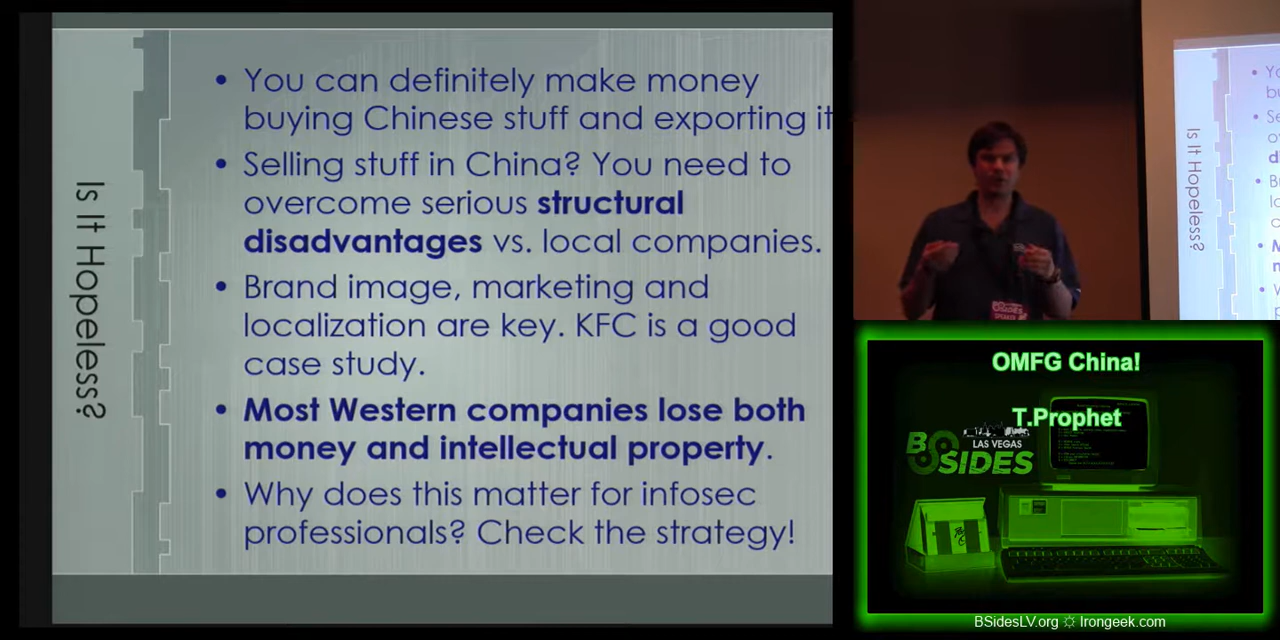 Is It Hopeless?
• You can definitely make money
buying Chinese stuff and exporting it
• Selling stuff in China? You need to
overcome serious structural
disadvantages vs. local companies.
• Brand image, marketing and
localization are key. KFC is a good
case study.
• Most Western companies lose both
money and intellectual property.
• Why does this matter for infosec
professionals? Check the strategy!
Is It Hopeless?
OMFG China!
T.Prophet
BSIDES
LAS VEGAS
BSidesLV.org ☼ Irongeek.com